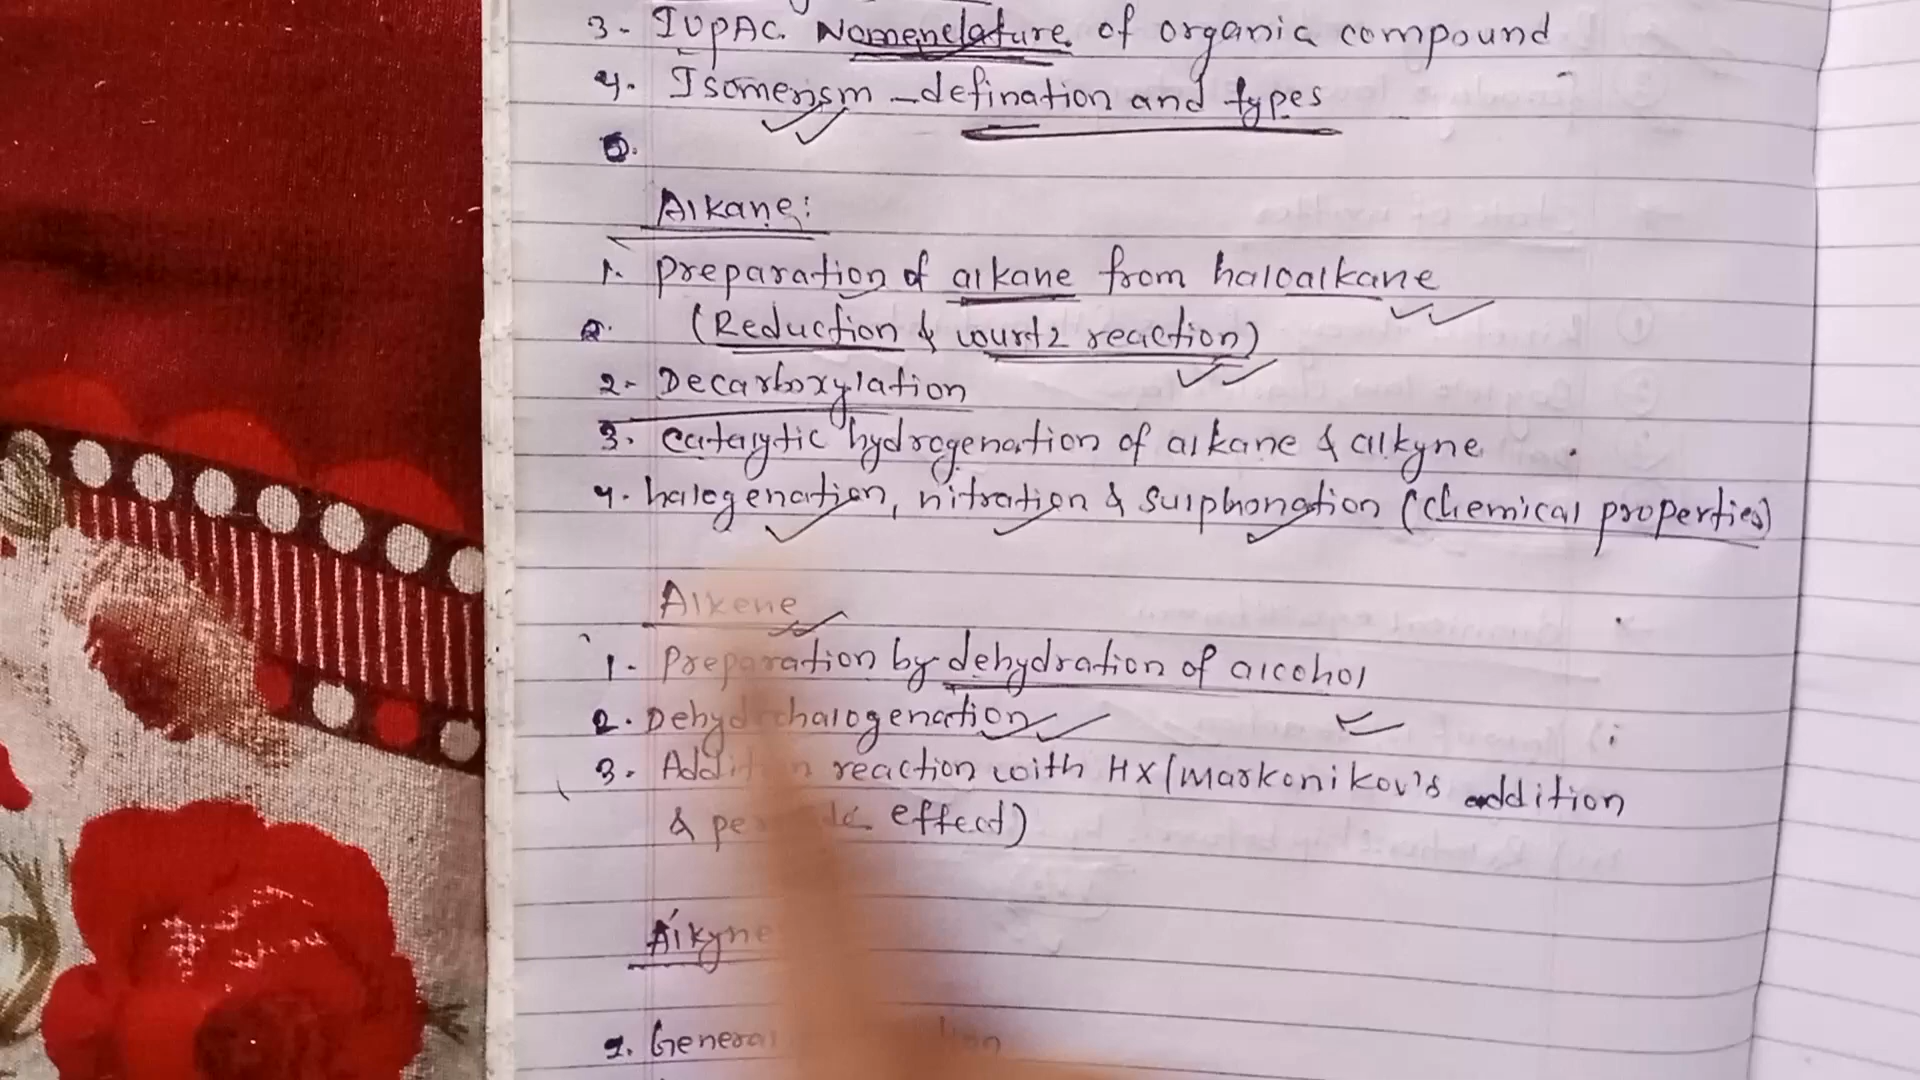 3. IUPAC. Nomenclature of organic compound
4. Isomerism - defination and types
5.
Alkane:
1. preparation of alkane from haloalkane
2. (Reduction & wurtz reaction)
2. Decarboxylation
3. catalytic hydrogenation of alkane & alkyne
4. halogenation, nitration & sulphonation (chemical properties)
Alkene
1. Preparation by dehydration of alcohol
2. Dehydrohalogenation
3. Addition reaction with HX (Markonikov's addition
& effect)
Alkyne
1. General